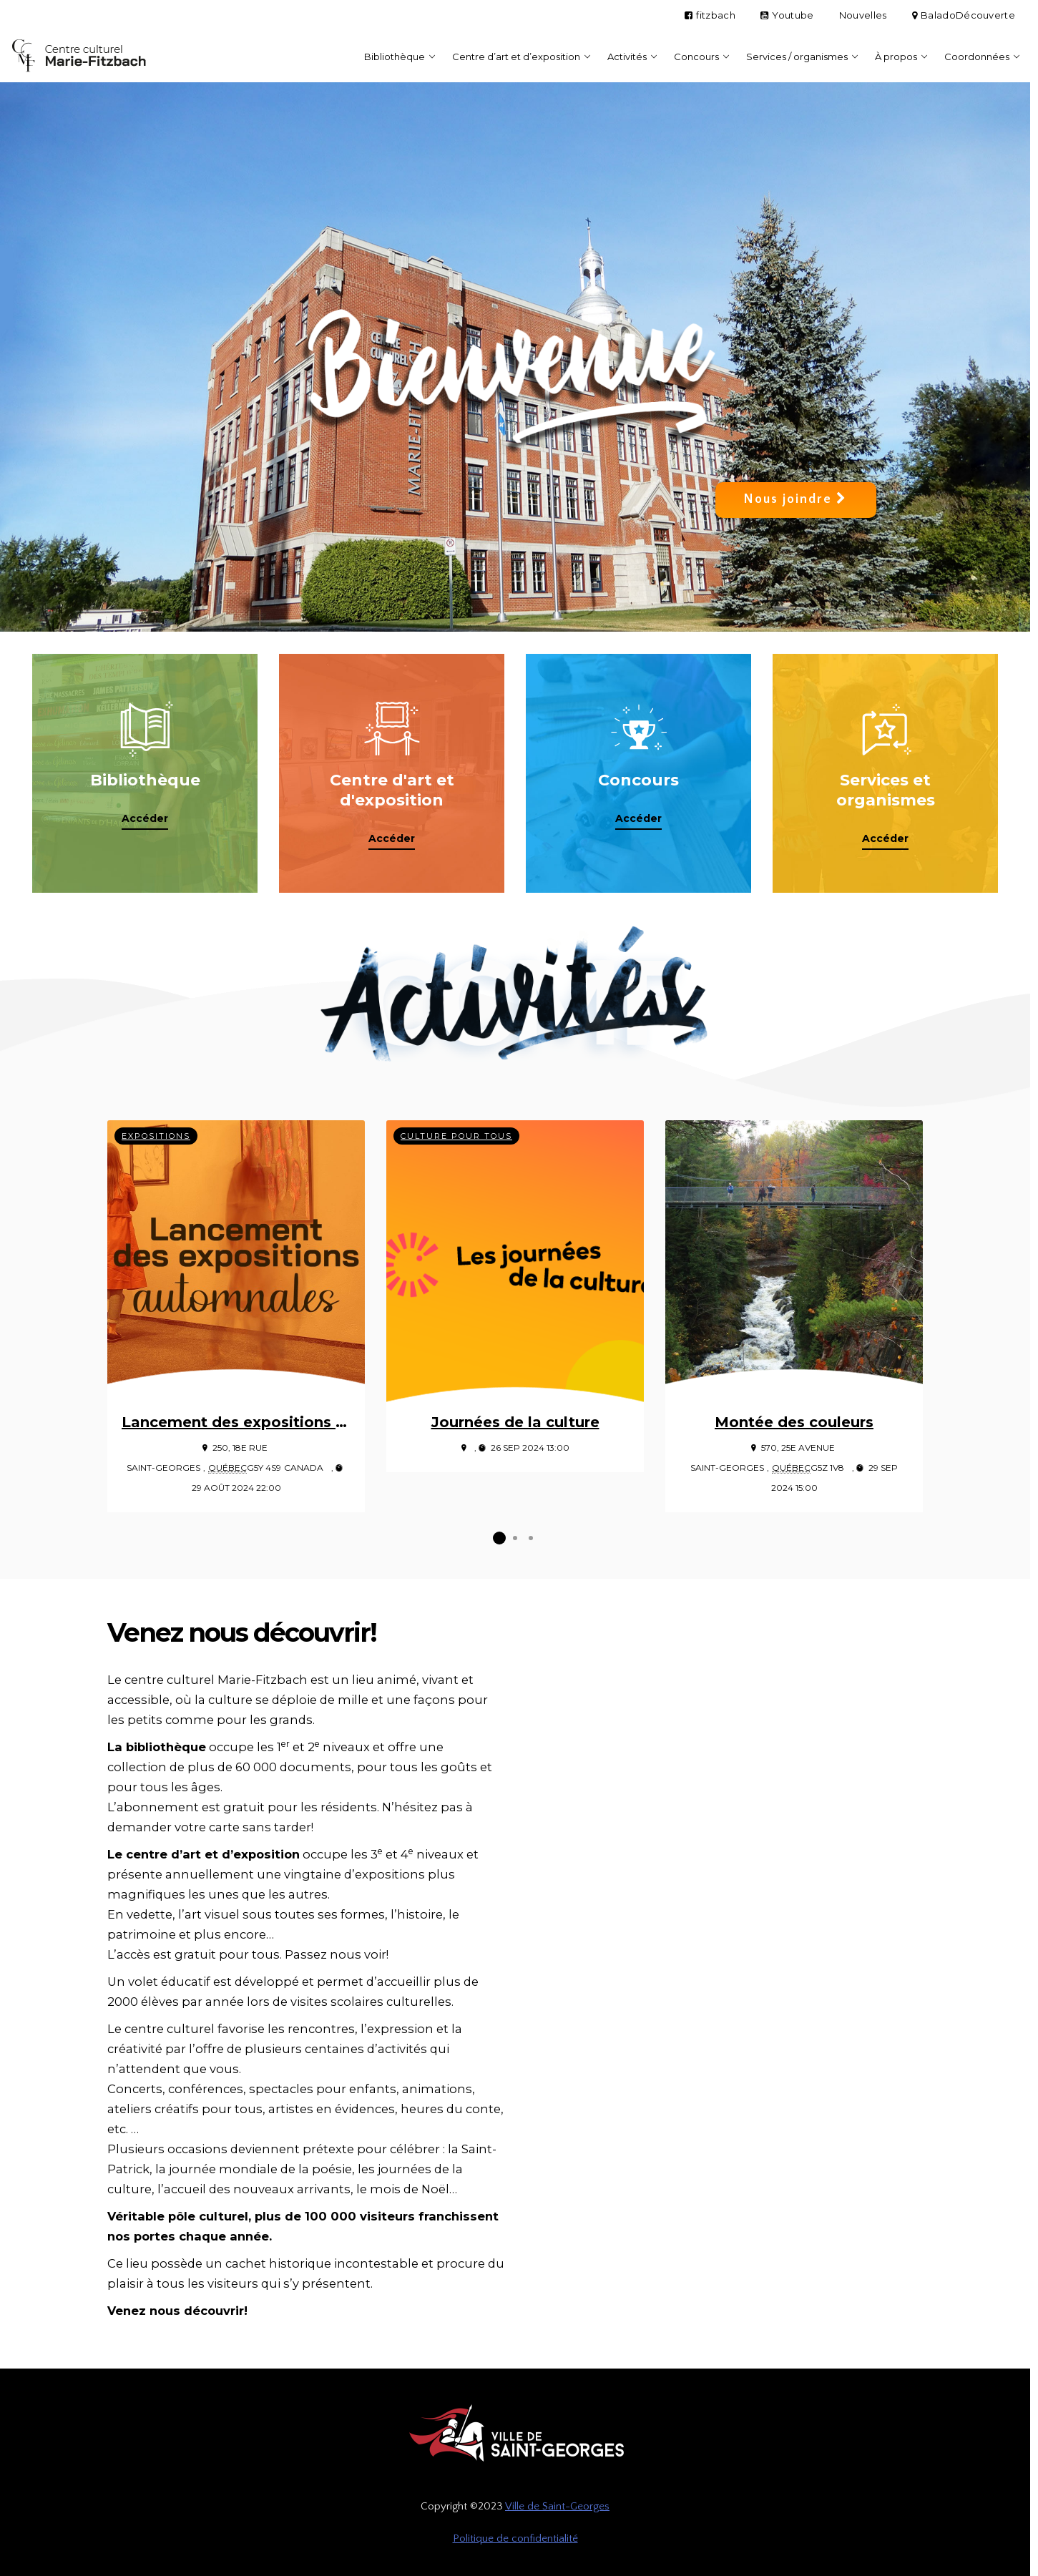 fitzbach Youtube Nouvelles BaladoDécouverte
Centre culturel
Marie-Fitzbach
Bibliothèque Centre d'art et d'exposition Activités Concours Services / organismes À propos Coordonnées
CENTRE
CULTUREL
MARIE-FIT
Bienvenue
Nous joindre
JAMES PATTERSON
Bibliothèque
Accéder
Centre d'art et
d'exposition
Accéder
Concours
Accéder
Services et
organismes
Accéder
Activités
EXPOSITIONS
Lancement
des expositions
automnales
Lancement des expositions ...
250, 18E RUE
SAINT-GEORGES , QUÉBECG5Y 4S9 CANADA ,
29 AOÛT 2024 22:00
CULTURE POUR TOUS
Les journées
de la culture
Journées de la culture
, 26 SEP 2024 13:00
Montée des couleurs
570, 25E AVENUE
SAINT-GEORGES , QUÉBECG5Z 1V8 , 29 SEP
2024 15:00
Venez nous découvrir!
Le centre culturel Marie-Fitzbach est un lieu animé, vivant et
accessible, où la culture se déploie de mille et une façons pour
les petits comme pour les grands.
La bibliothèque occupe les 1er et 2e niveaux et offre une
collection de plus de 60 000 documents, pour tous les goûts et
pour tous les âges.
L'abonnement est gratuit pour les résidents. N'hésitez pas à
demander votre carte sans tarder!
Le centre d'art et d'exposition occupe les 3e et 4e niveaux et
présente annuellement une vingtaine d'expositions plus
magnifiques les unes que les autres.
En vedette, l'art visuel sous toutes ses formes, l'histoire, le
patrimoine et plus encore…
L'accès est gratuit pour tous. Passez nous voir!
Un volet éducatif est développé et permet d'accueillir plus de
2000 élèves par année lors de visites scolaires culturelles.
Le centre culturel favorise les rencontres, l'expression et la
créativité par l'offre de plusieurs centaines d'activités qui
n'attendent que vous.
Concerts, conférences, spectacles pour enfants, animations,
ateliers créatifs pour tous, artistes en évidences, heures du conte,
etc. …
Plusieurs occasions deviennent prétexte pour célébrer : la Saint-
Patrick, la journée mondiale de la poésie, les journées de la
culture, l'accueil des nouveaux arrivants, le mois de Noël…
Véritable pôle culturel, plus de 100 000 visiteurs franchissent
nos portes chaque année.
Ce lieu possède un cachet historique incontestable et procure du
plaisir à tous les visiteurs qui s'y présentent.
Venez nous découvrir!
VILLE DE
SAINT-GEORGES
Copyright ©2023 Ville de Saint-Georges
Politique de confidentialité